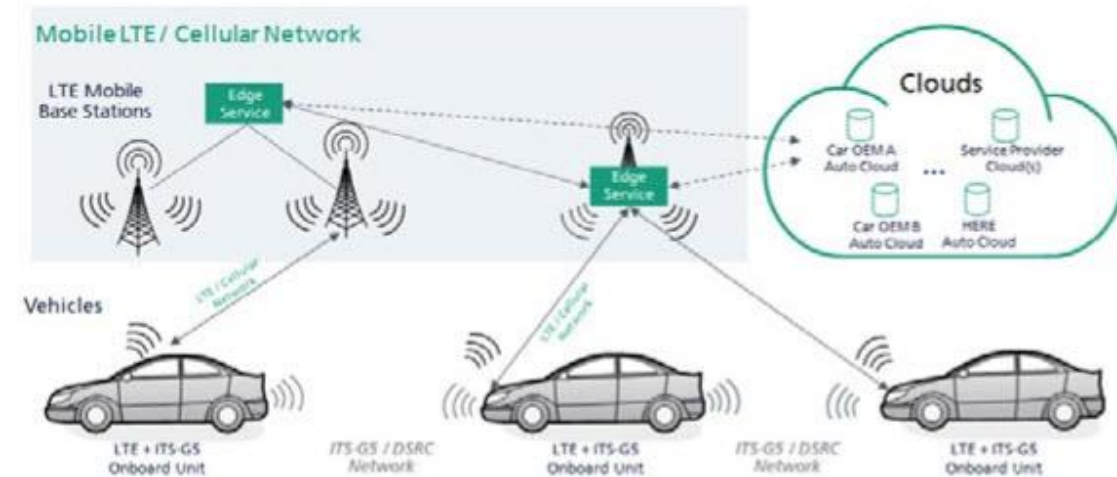 Mobile LTE / Cellular Network
LTE Mobile
Base Stations
Edge
Service
Edge
Service
Clouds
Car OEM A
Auto Cloud
...
Service Provider
Cloud(s)
Car OEM B
Auto Cloud
HERE
Auto Cloud
LTE / Cellular
Network
LTE / Cellular
Network
Vehicles
LTE + ITS-G5
Onboard Unit
ITS-G5 / DSRC
Network
LTE + ITS-G5
Onboard Unit
ITS-G5 / DSRC
Network
LTE + ITS-G5
Onboard Unit